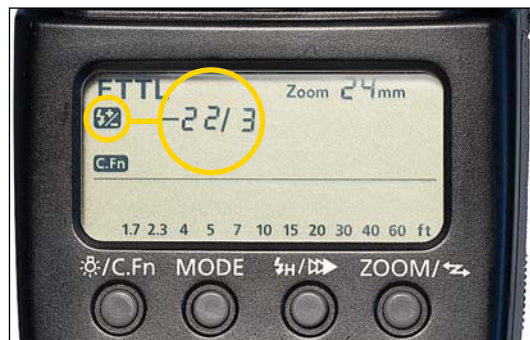 ETTL Zoom 24mm
-2 2/3
C.Fn
1.7 2.3 4 5 7 10 15 20 30 40 60 ft
/C.Fn MODE H/ ZOOM/